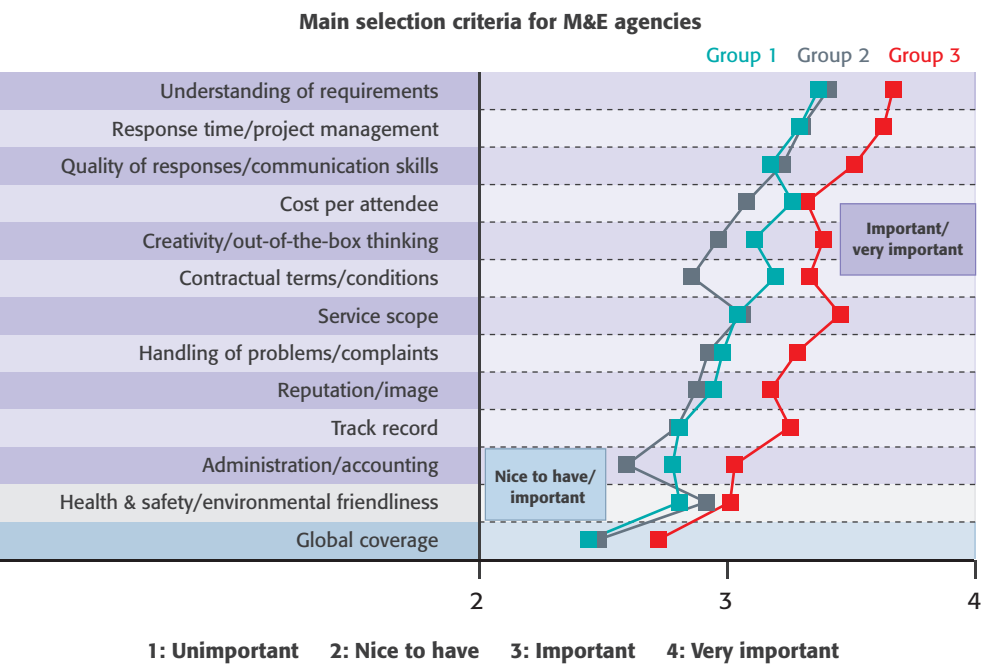 Main selection criteria for M&E agencies
Group 1 Group 2 Group 3
Understanding of requirements
Response time/project management
Quality of responses/communication skills
Cost per attendee
Creativity/out-of-the-box thinking
Contractual terms/conditions
Service scope
Handling of problems/complaints
Reputation/image
Track record
Administration/accounting
Health & safety/environmental friendliness
Global coverage
Important/
very important
Nice to have/
important
2 3 4
1: Unimportant 2: Nice to have 3: Important 4: Very important